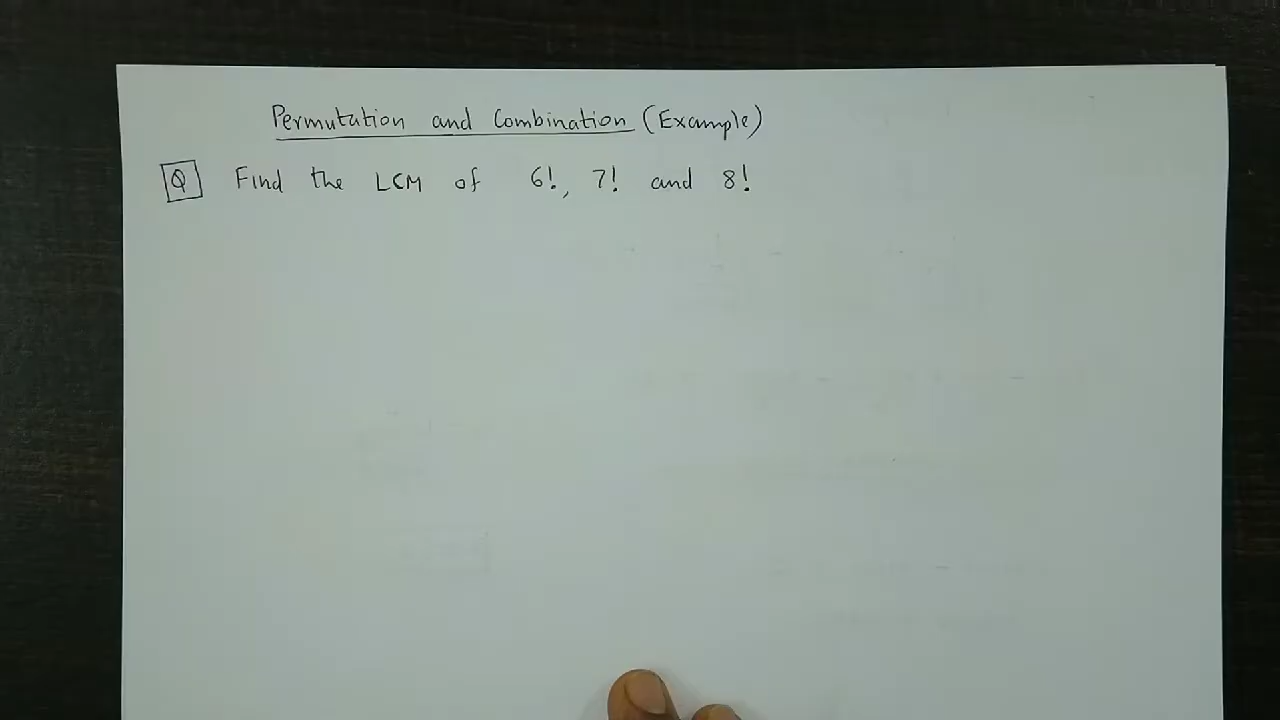 Permutation and Combination (Example)
Q Find the LCM of 6!, 7! and 8!